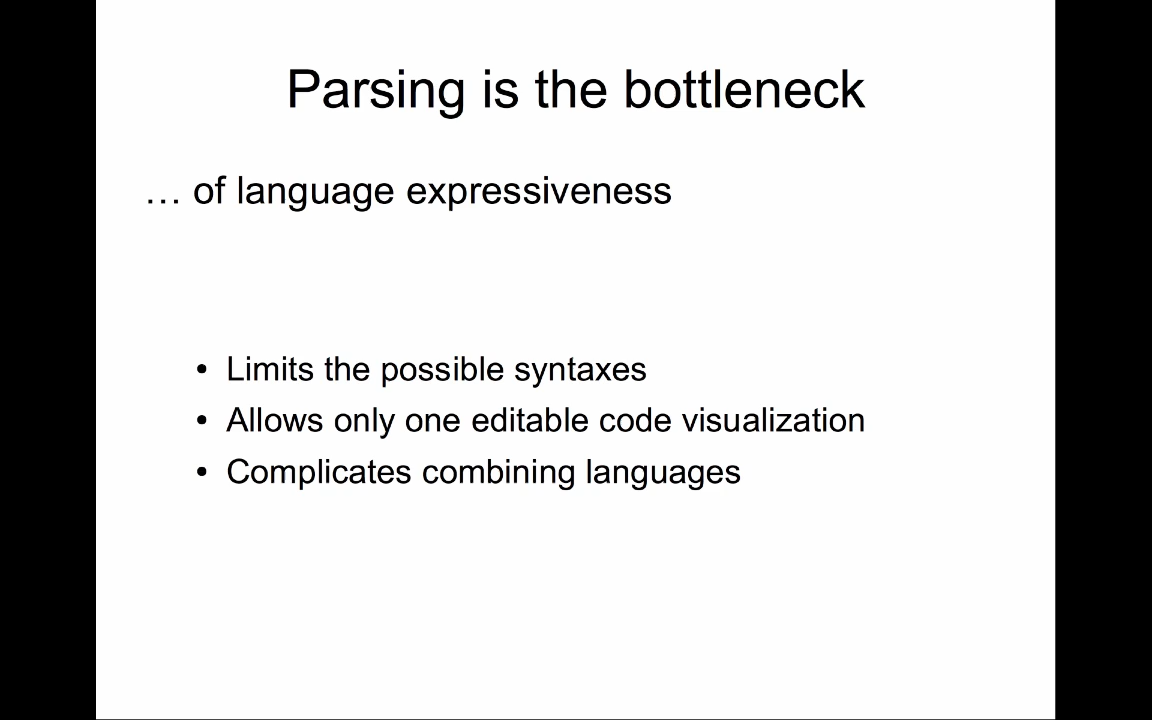 Parsing is the bottleneck
… of language expressiveness
• Limits the possible syntaxes
• Allows only one editable code visualization
• Complicates combining languages